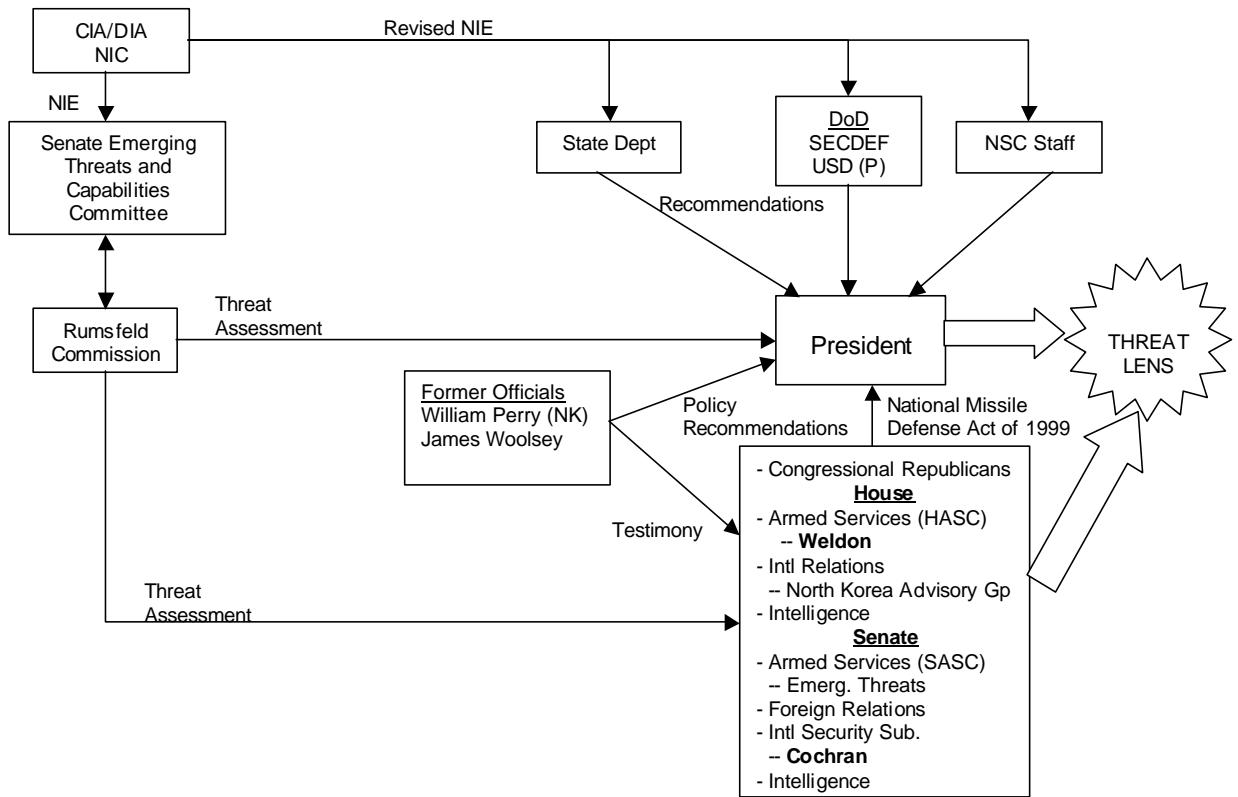 CIA/DIA
NIC
Revised NIE
NIE
Senate Emerging
Threats and
Capabilities
Committee
State Dept
DoD
SECDEF
USD (P)
NSC Staff
Recommendations
Rumsfeld
Commission
Threat
Assessment
President
THREAT
LENS
Former Officials
William Perry (NK)
James Woolsey
Policy
Recommendations
National Missile
Defense Act of 1999
Testimony
Threat
Assessment
- Congressional Republicans
House
- Armed Services (HASC)
-- Weldon
- Intl Relations
-- North Korea Advisory Gp
- Intelligence
Senate
- Armed Services (SASC)
-- Emerg. Threats
- Foreign Relations
- Intl Security Sub.
-- Cochran
- Intelligence